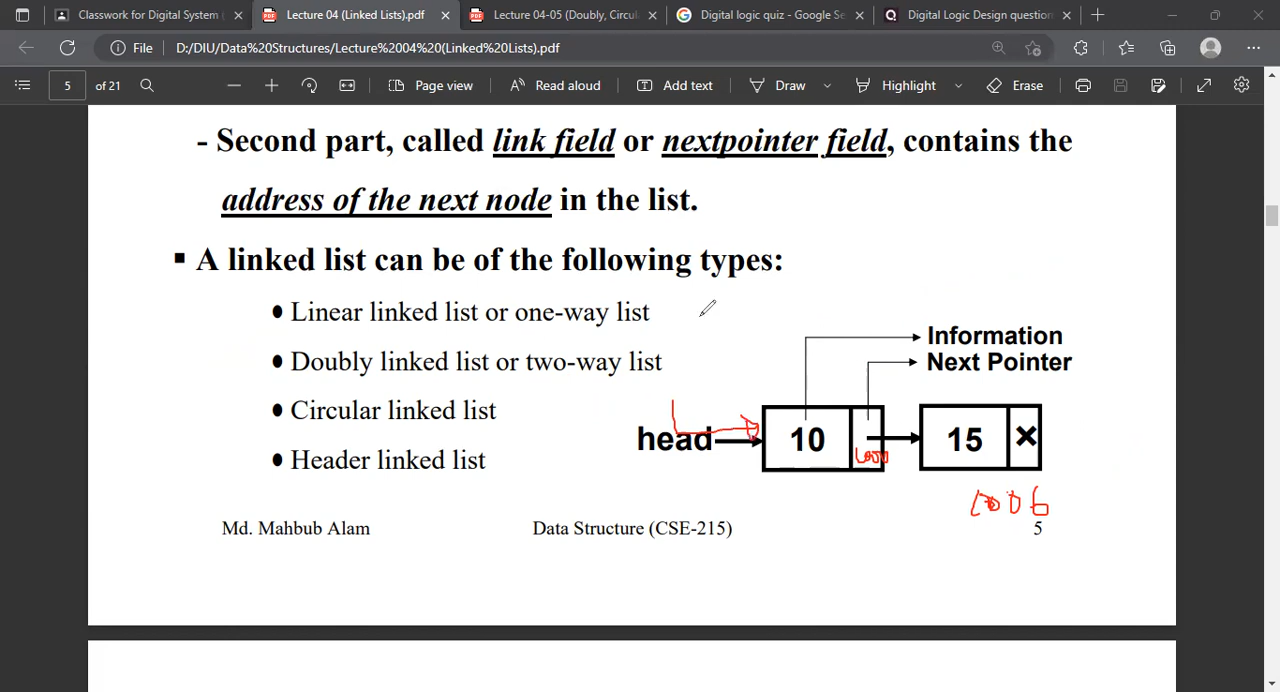 Classwork for Digital System (
Lecture 04 (Linked Lists).pdf
Lecture 04-05 (Doubly, Circul
Digital logic quiz - Google Se
Digital Logic Design question
File
D:/DIU/Data%20Structures/Lecture%2004%20(Linked%20Lists).pdf
5 of 21
Page view
Read aloud
Add text
Draw
Highlight
Erase
- Second part, called link field or nextpointer field, contains the
address of the next node in the list.
▪ A linked list can be of the following types:
● Linear linked list or one-way list
● Doubly linked list or two-way list
● Circular linked list
● Header linked list
Information
Next Pointer
head
10
15
1006
Md. Mahbub Alam
Data Structure (CSE-215)
5